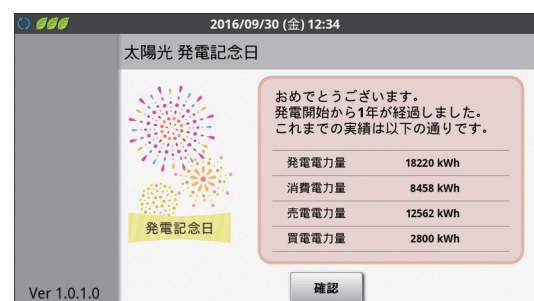 2016/09/30 (金) 12:34
太陽光 発電記念日
おめでとうございます。
発電開始から1年が経過しました。
これまでの実績は以下の通りです。
発電電力量 18220 kWh
消費電力量 8458 kWh
売電電力量 12562 kWh
買電電力量 2800 kWh
発電記念日
確認
Ver 1.0.1.0